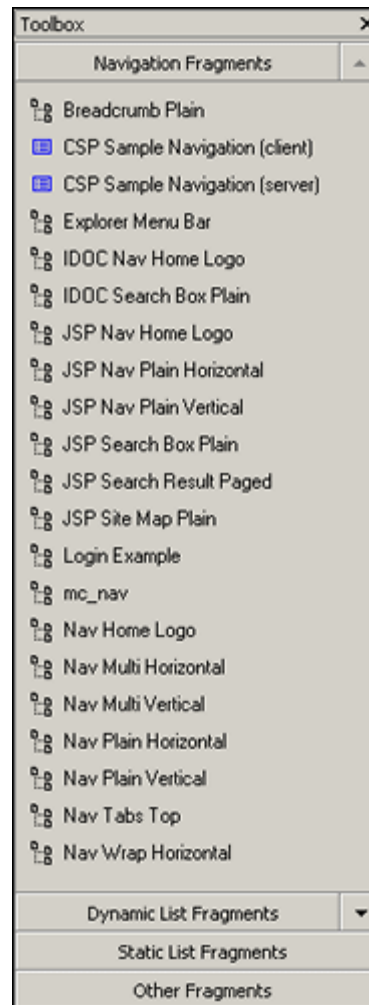 Toolbox
Navigation Fragments
Breadcrumb Plain
CSP Sample Navigation (client)
CSP Sample Navigation (server)
Explorer Menu Bar
IDOC Nav Home Logo
IDOC Search Box Plain
JSP Nav Home Logo
JSP Nav Plain Horizontal
JSP Nav Plain Vertical
JSP Search Box Plain
JSP Search Result Paged
JSP Site Map Plain
Login Example
mc_nav
Nav Home Logo
Nav Multi Horizontal
Nav Multi Vertical
Nav Plain Horizontal
Nav Plain Vertical
Nav Tabs Top
Nav Wrap Horizontal
Dynamic List Fragments
Static List Fragments
Other Fragments